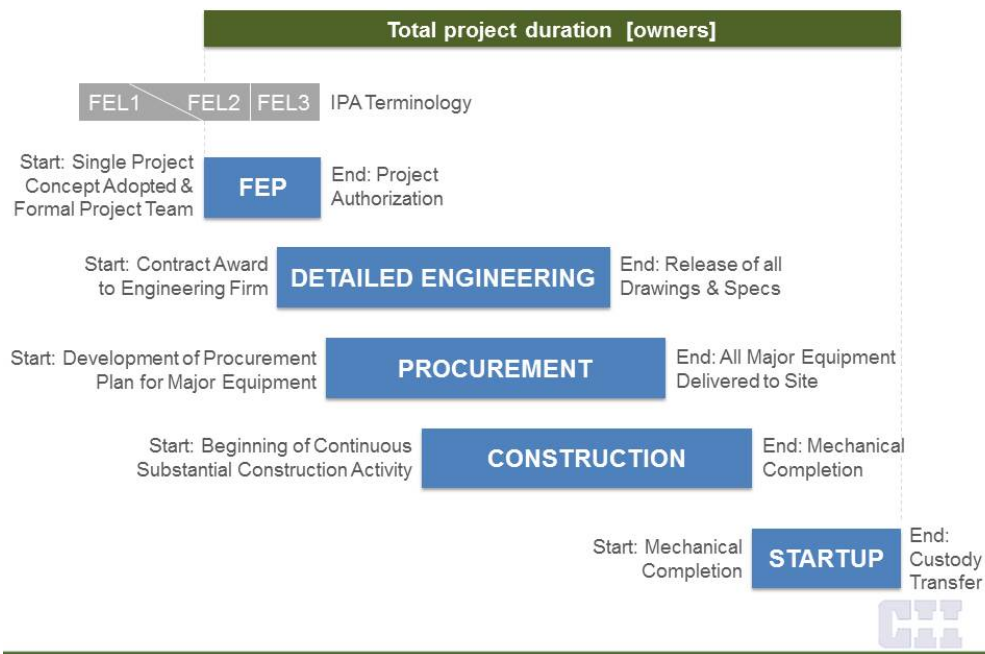 Total project duration [owners]
FEL1 FEL2 FEL3 IPA Terminology
Start: Single Project
Concept Adopted &
Formal Project Team
FEP
End: Project
Authorization
Start: Contract Award
to Engineering Firm
DETAILED ENGINEERING
End: Release of all
Drawings & Specs
Start: Development of Procurement
Plan for Major Equipment
PROCUREMENT
End: All Major Equipment
Delivered to Site
Start: Beginning of Continuous
Substantial Construction Activity
CONSTRUCTION
End: Mechanical
Completion
Start: Mechanical
Completion
STARTUP
End:
Custody
Transfer
CII